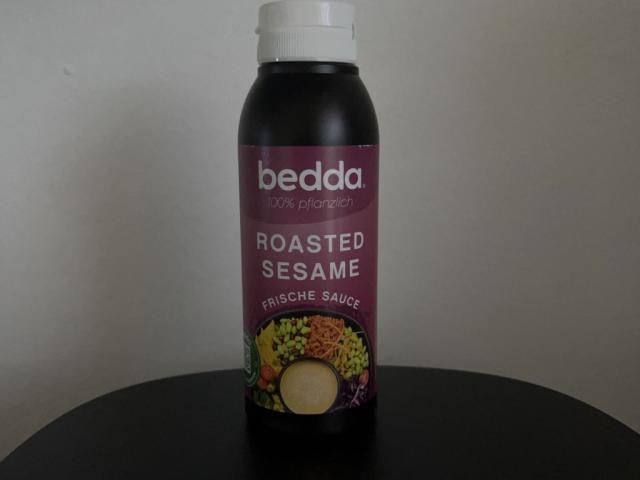 bedda®
100% pflanzlich
ROASTED
SESAME
FRISCHE SAUCE